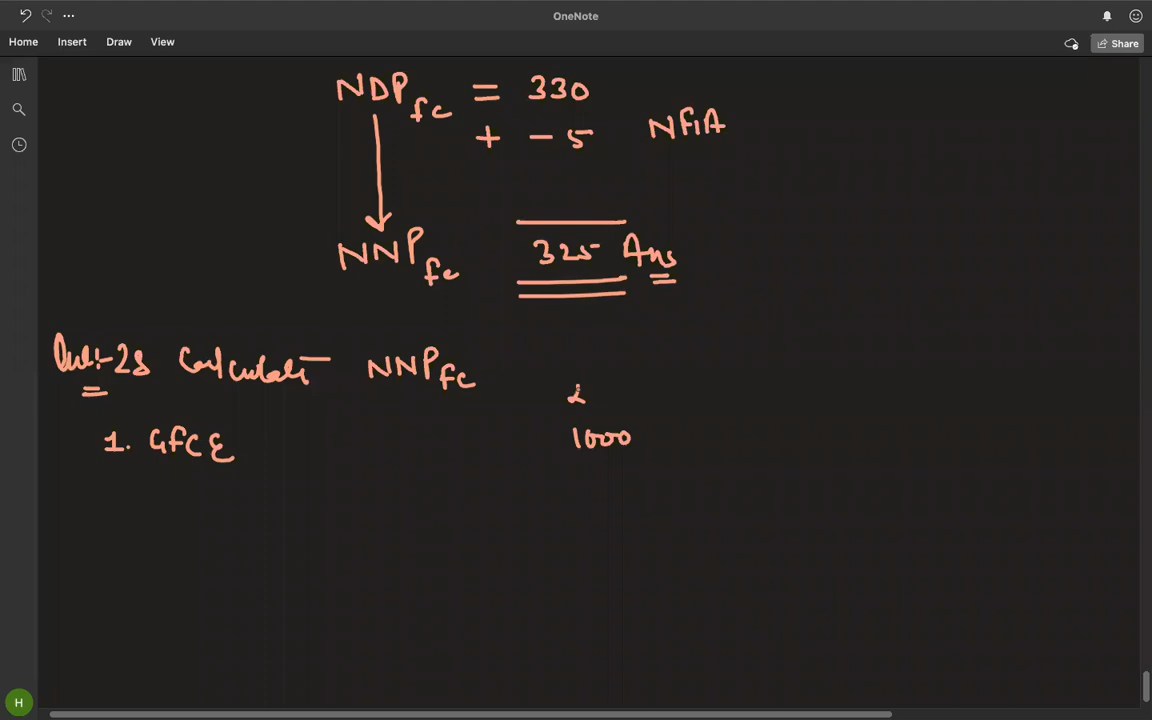 OneNote
Home Insert Draw View
Share
NDPfc = 330
+ - 5 NFIA
NNPfc 325 Ans
Que:-28 Calculate NNPfc
1. GFCE 1000
H